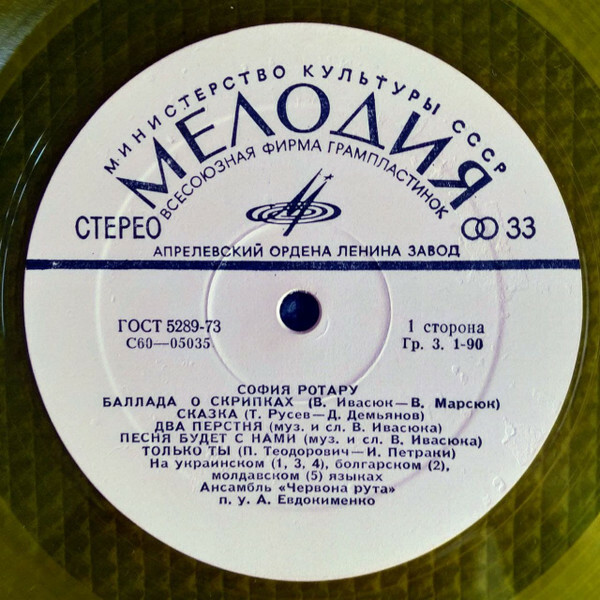 МИНИСТЕРСТВО КУЛЬТУРЫ СССР
МЕЛОДИЯ
ВСЕСОЮЗНАЯ ФИРМА ГРАМПЛАСТИНОК
СТЕРЕО
33
АПРЕЛЕВСКИЙ ОРДЕНА ЛЕНИНА ЗАВОД
ГОСТ 5289-73
С60—05035
1 сторона
Гр. 3. 1-90
СОФИЯ РОТАРУ
БАЛЛАДА О СКРИПКАХ (В. Ивасюк—В. Марсюк)
СКАЗКА (Т. Русев—Д. Демьянов)
ДВА ПЕРСТНЯ (муз. и сл. В. Ивасюка)
ПЕСНЯ БУДЕТ С НАМИ (муз. и сл. В. Ивасюка)
ТОЛЬКО ТЫ (П. Теодорович—И. Петраки)
На украинском (1, 3, 4), болгарском (2),
молдавском (5) языках
Ансамбль «Червона рута»
п. у. А. Евдокименко